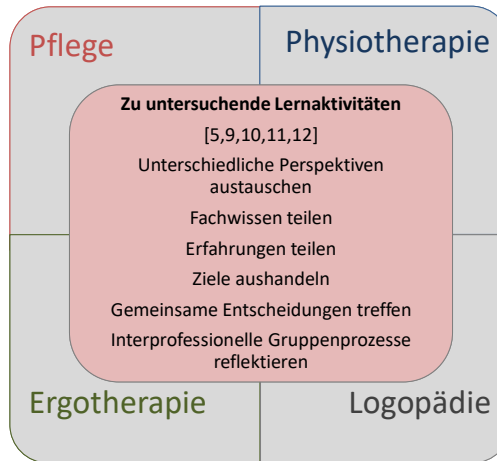 Pflege
Physiotherapie
Zu untersuchende Lernaktivitäten
[5,9,10,11,12]
Unterschiedliche Perspektiven
austauschen
Fachwissen teilen
Erfahrungen teilen
Ziele aushandeln
Gemeinsame Entscheidungen treffen
Interprofessionelle Gruppenprozesse
reflektieren
Ergotherapie
Logopädie